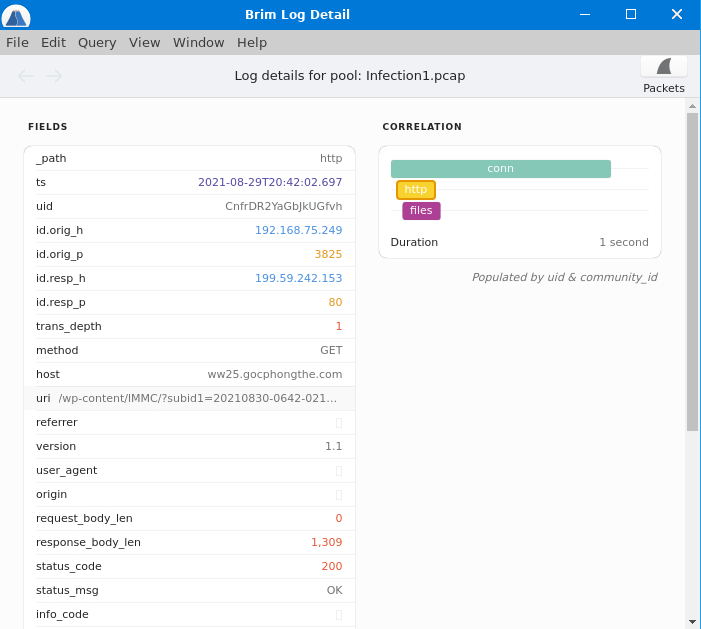 Brim Log Detail
File Edit Query View Window Help
Log details for pool: Infection1.pcap
Packets
FIELDS
_path http
ts 2021-08-29T20:42:02.697
uid CnfrDR2YaGbJkUGfvh
id.orig_h 192.168.75.249
id.orig_p 3825
id.resp_h 199.59.242.153
id.resp_p 80
trans_depth 1
method GET
host ww25.gocphongthe.com
uri /wp-content/IMMC/?subid1=20210830-0642-021...
referrer
version 1.1
user_agent
origin
request_body_len 0
response_body_len 1,309
status_code 200
status_msg OK
info_code
CORRELATION
conn
http
files
Duration 1 second
Populated by uid & community_id